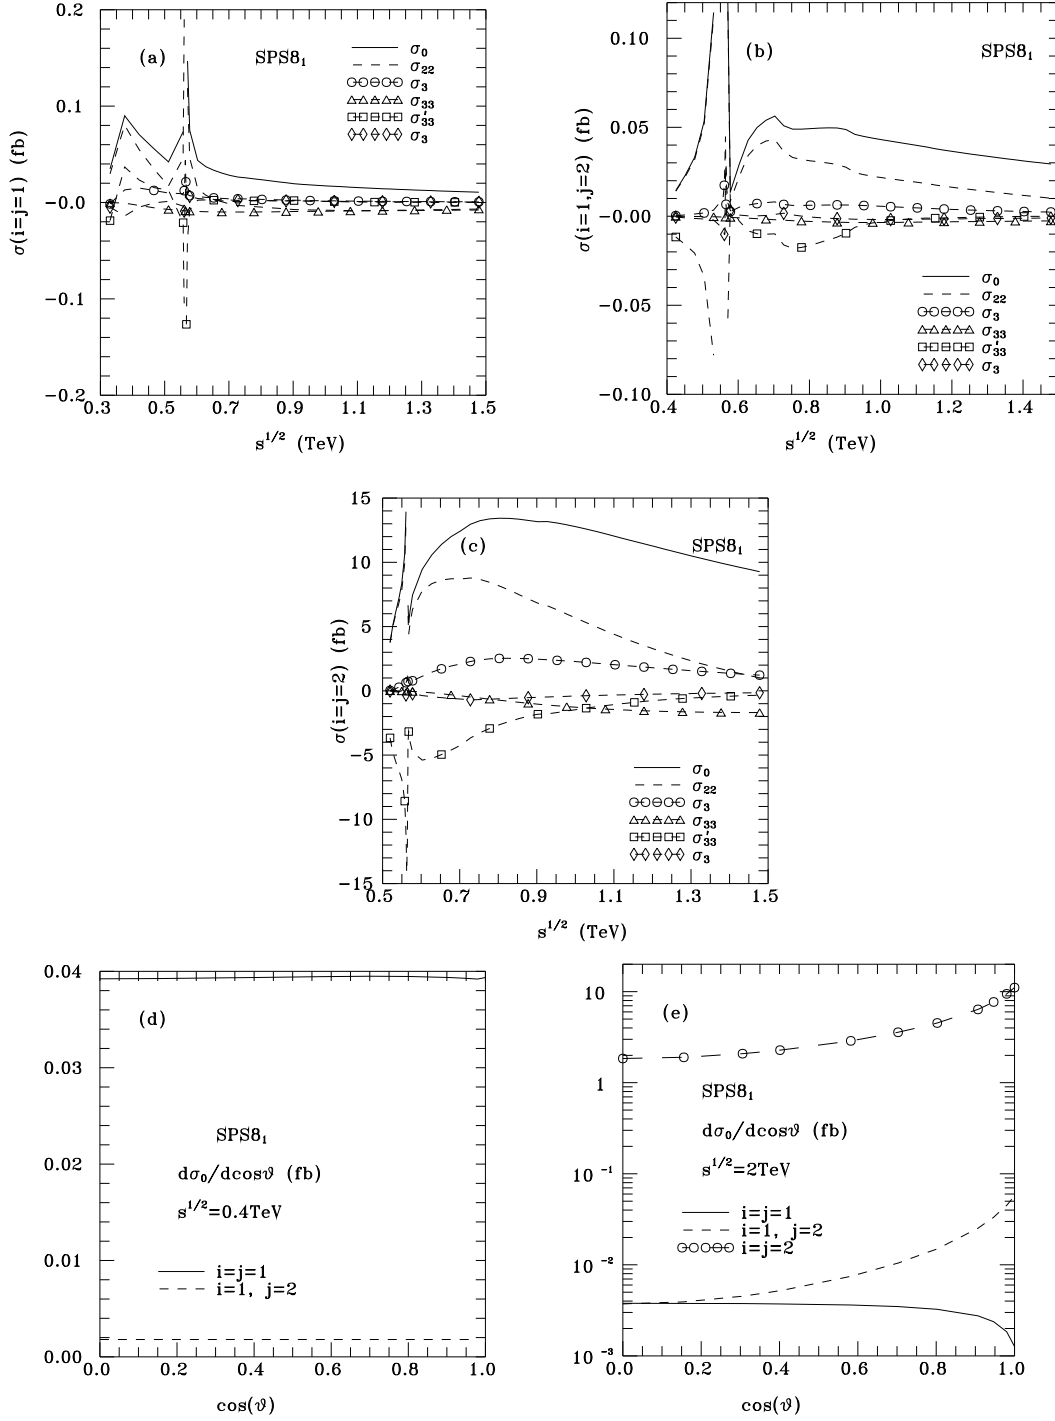 (a)
SPS8₁
σ₀
σ₂₂
σ₃
σ₃₃
σ′₃₃
σ₃
σ(i=j=1) (fb)
0.2
0.1
−0.0
−0.1
−0.2
0.3 0.5 0.7 0.9 1.1 1.3 1.5
s^{1/2} (TeV)
(b)
SPS8₁
σ₀
σ₂₂
σ₃
σ₃₃
σ′₃₃
σ₃
σ(i=1,j=2) (fb)
0.10
0.05
−0.00
−0.05
−0.10
0.4 0.6 0.8 1.0 1.2 1.4
s^{1/2} (TeV)
(c)
SPS8₁
σ₀
σ₂₂
σ₃
σ₃₃
σ′₃₃
σ₃
σ(i=j=2) (fb)
15
10
5
0
−5
−10
−15
0.5 0.7 0.9 1.1 1.3 1.5
s^{1/2} (TeV)
(d)
SPS8₁
dσ₀/dcosϑ (fb)
s^{1/2}=0.4TeV
i=j=1
i=1, j=2
0.04
0.03
0.02
0.01
0.00
0.0 0.2 0.4 0.6 0.8 1.0
cos(ϑ)
(e)
SPS8₁
dσ₀/dcosϑ (fb)
s^{1/2}=2TeV
i=j=1
i=1, j=2
i=j=2
10
1
10⁻¹
10⁻²
10⁻³
0.0 0.2 0.4 0.6 0.8 1.0
cos(ϑ)